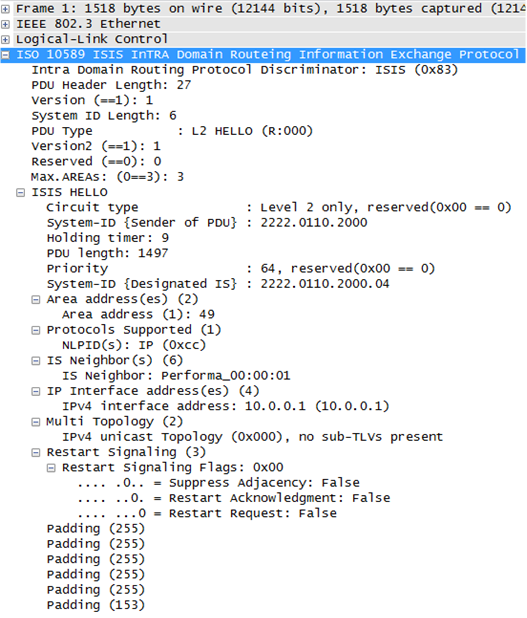 Frame 1: 1518 bytes on wire (12144 bits), 1518 bytes captured (1214
IEEE 802.3 Ethernet
Logical-Link Control
ISO 10589 ISIS InTRA Domain Routeing Information Exchange Protocol
Intra Domain Routing Protocol Discriminator: ISIS (0x83)
PDU Header Length: 27
Version (==1): 1
System ID Length: 6
PDU Type : L2 HELLO (R:000)
Version2 (==1): 1
Reserved (==0): 0
Max.AREAs: (0==3): 3
ISIS HELLO
Circuit type : Level 2 only, reserved(0x00 == 0)
System-ID {Sender of PDU} : 2222.0110.2000
Holding timer: 9
PDU length: 1497
Priority : 64, reserved(0x00 == 0)
System-ID {Designated IS} : 2222.0110.2000.04
Area address(es) (2)
Area address (1): 49
Protocols Supported (1)
NLPID(s): IP (0xcc)
IS Neighbor(s) (6)
IS Neighbor: Performa_00:00:01
IP Interface address(es) (4)
IPv4 interface address: 10.0.0.1 (10.0.0.1)
Multi Topology (2)
IPv4 unicast Topology (0x000), no sub-TLVs present
Restart Signaling (3)
Restart Signaling Flags: 0x00
.... .0.. = Suppress Adjacency: False
.... ..0. = Restart Acknowledgment: False
.... ...0 = Restart Request: False
Padding (255)
Padding (255)
Padding (255)
Padding (255)
Padding (255)
Padding (153)